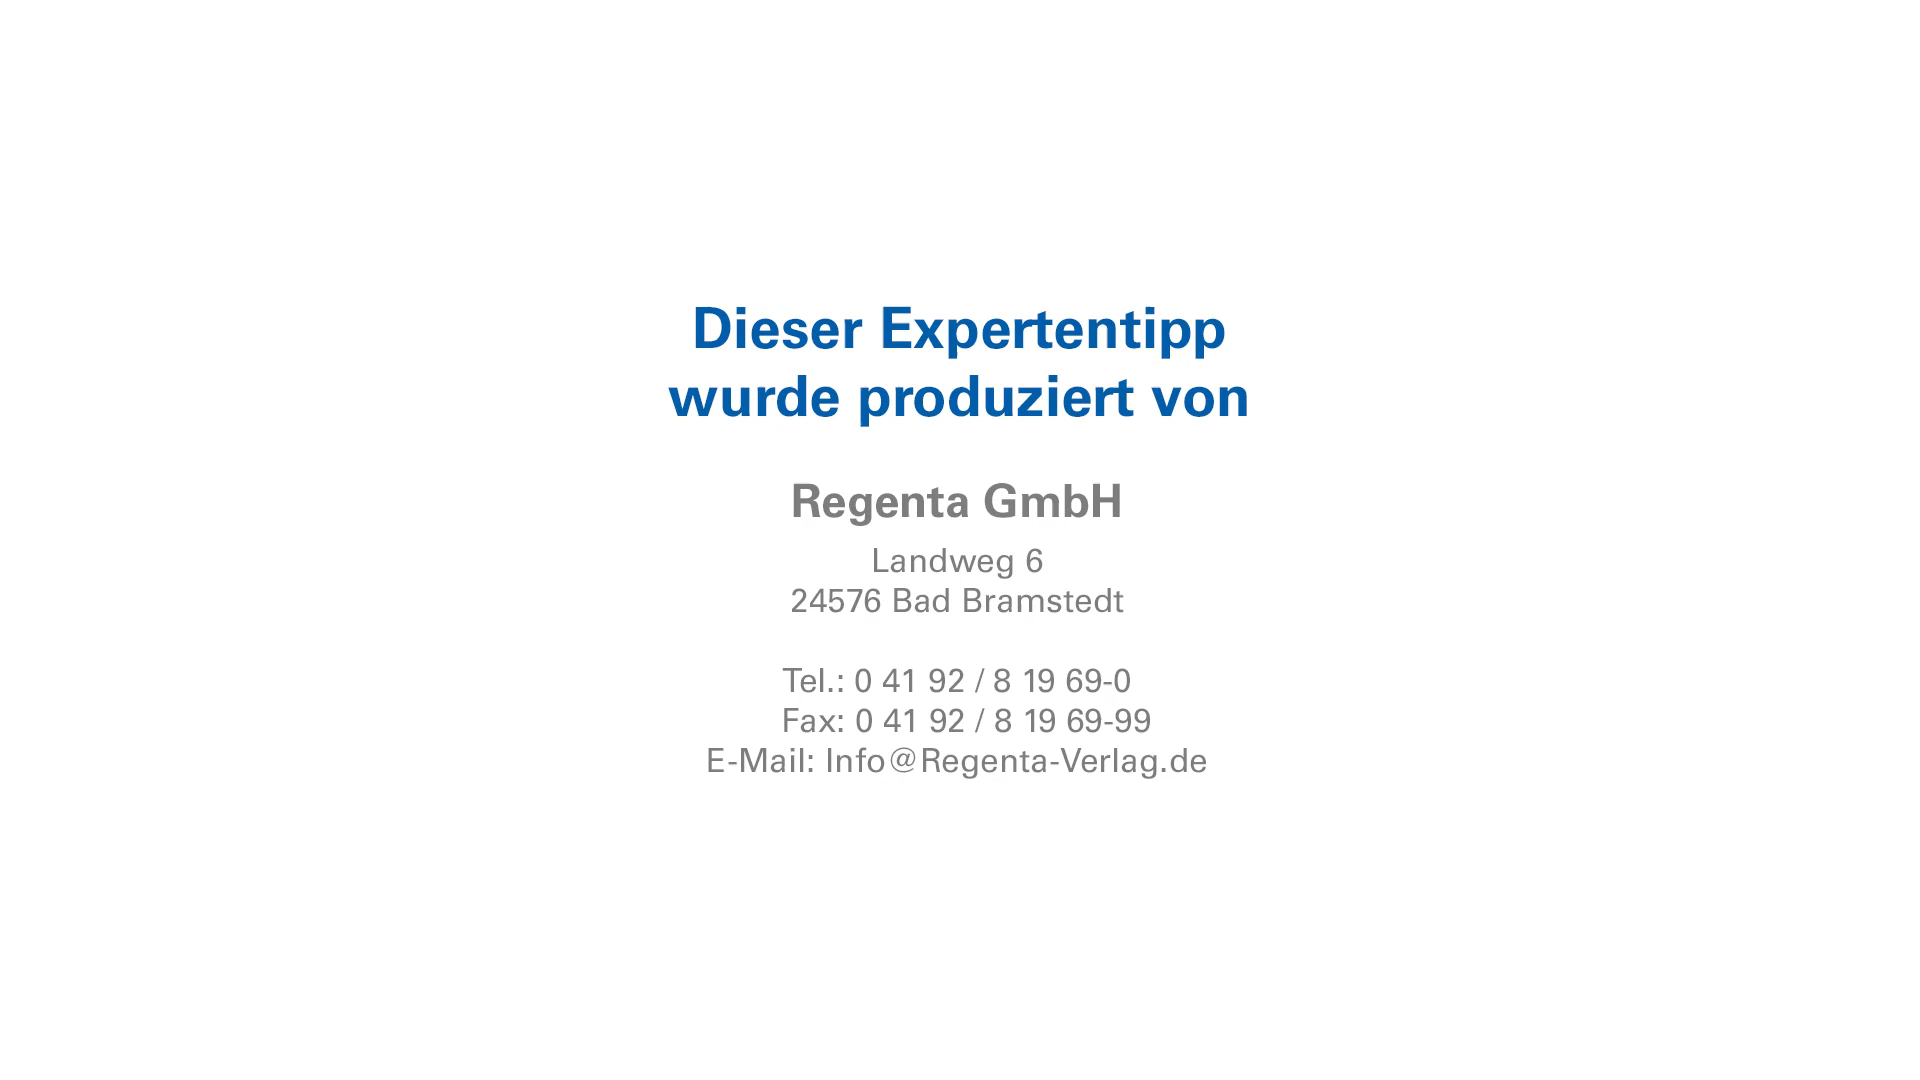 Dieser Expertentipp
wurde produziert von
Regenta GmbH
Landweg 6
24576 Bad Bramstedt
Tel.: 0 41 92 / 8 19 69-0
Fax: 0 41 92 / 8 19 69-99
E-Mail: Info@Regenta-Verlag.de